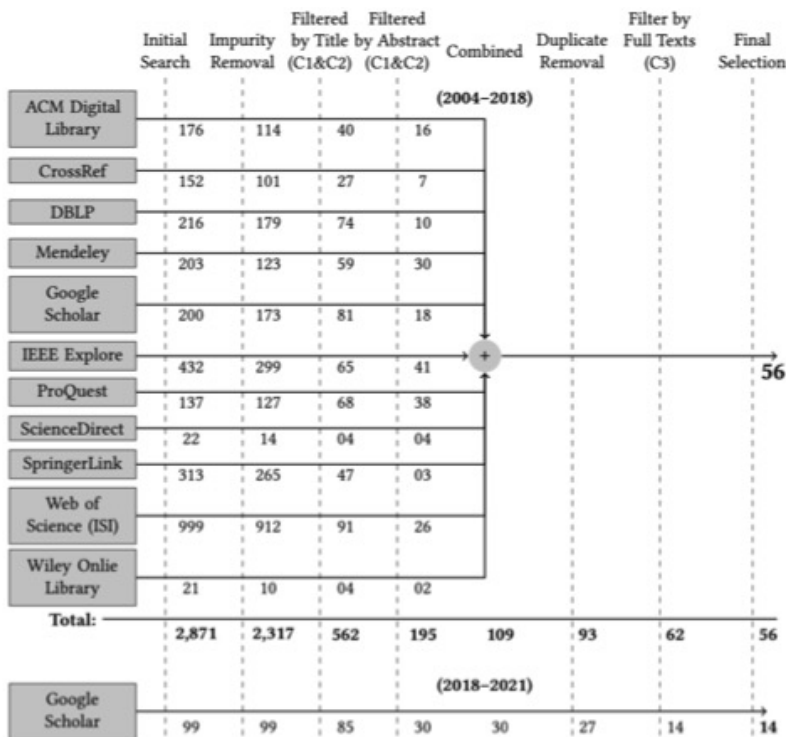 Initial Search
Impurity Removal
Filtered by Title (C1&C2)
Filtered by Abstract (C1&C2)
Combined
Duplicate Removal
Filter by Full Texts (C3)
Final Selection
(2004–2018)
ACM Digital Library
176 114 40 16
CrossRef
152 101 27 7
DBLP
216 179 74 10
Mendeley
203 123 59 30
Google Scholar
200 173 81 18
IEEE Explore
+
432 299 65 41
56
ProQuest
137 127 68 38
ScienceDirect
22 14 04 04
SpringerLink
313 265 47 03
Web of Science (ISI)
999 912 91 26
Wiley Onlie Library
21 10 04 02
Total:
2,871 2,317 562 195 109 93 62 56
(2018–2021)
Google Scholar
99 99 85 30 30 27 14 14